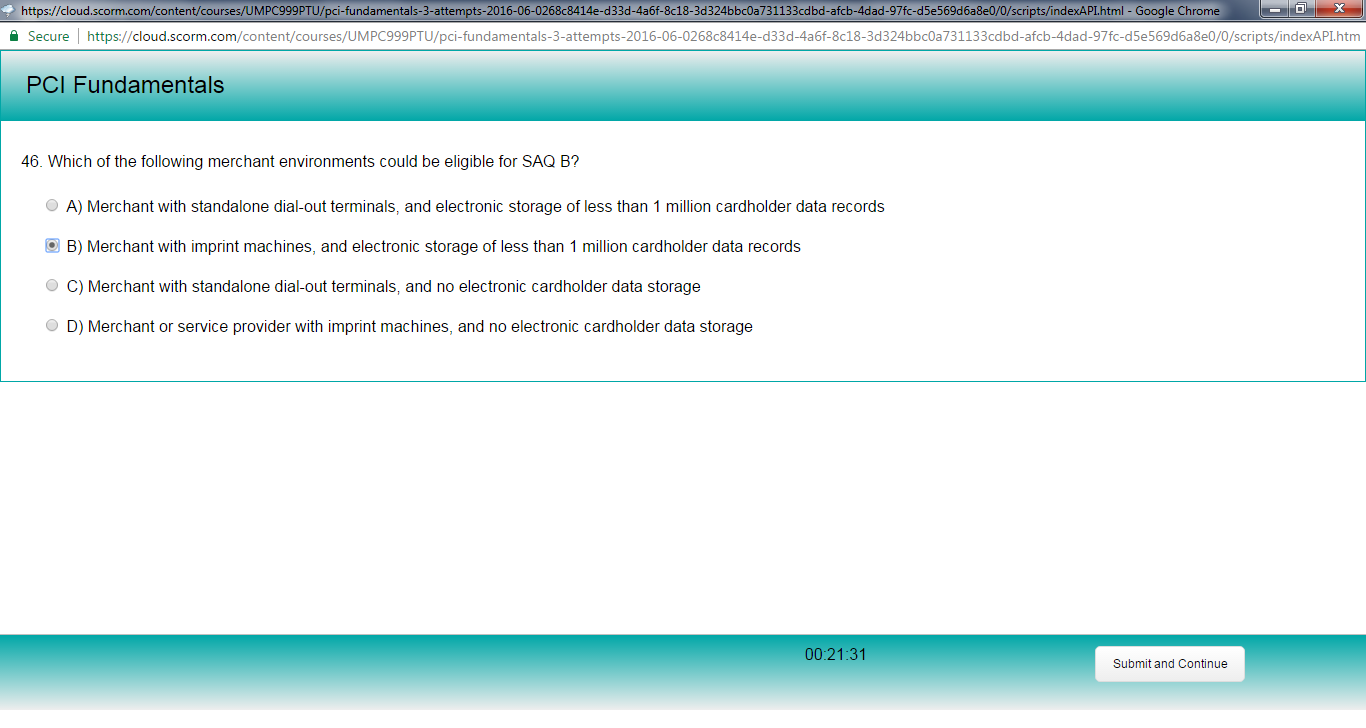 https://cloud.scorm.com/content/courses/UMPC999PTU/pci-fundamentals-3-attempts-2016-06-0268c8414e-d33d-4a6f-8c18-3d324bbc0a731133cdbd-afcb-4dad-97fc-d5e569d6a8e0/0/scripts/indexAPI.html - Google Chrome
Secure | https://cloud.scorm.com/content/courses/UMPC999PTU/pci-fundamentals-3-attempts-2016-06-0268c8414e-d33d-4a6f-8c18-3d324bbc0a731133cdbd-afcb-4dad-97fc-d5e569d6a8e0/0/scripts/indexAPI.htm
PCI Fundamentals
46. Which of the following merchant environments could be eligible for SAQ B?
A) Merchant with standalone dial-out terminals, and electronic storage of less than 1 million cardholder data records
B) Merchant with imprint machines, and electronic storage of less than 1 million cardholder data records
C) Merchant with standalone dial-out terminals, and no electronic cardholder data storage
D) Merchant or service provider with imprint machines, and no electronic cardholder data storage
00:21:31
Submit and Continue